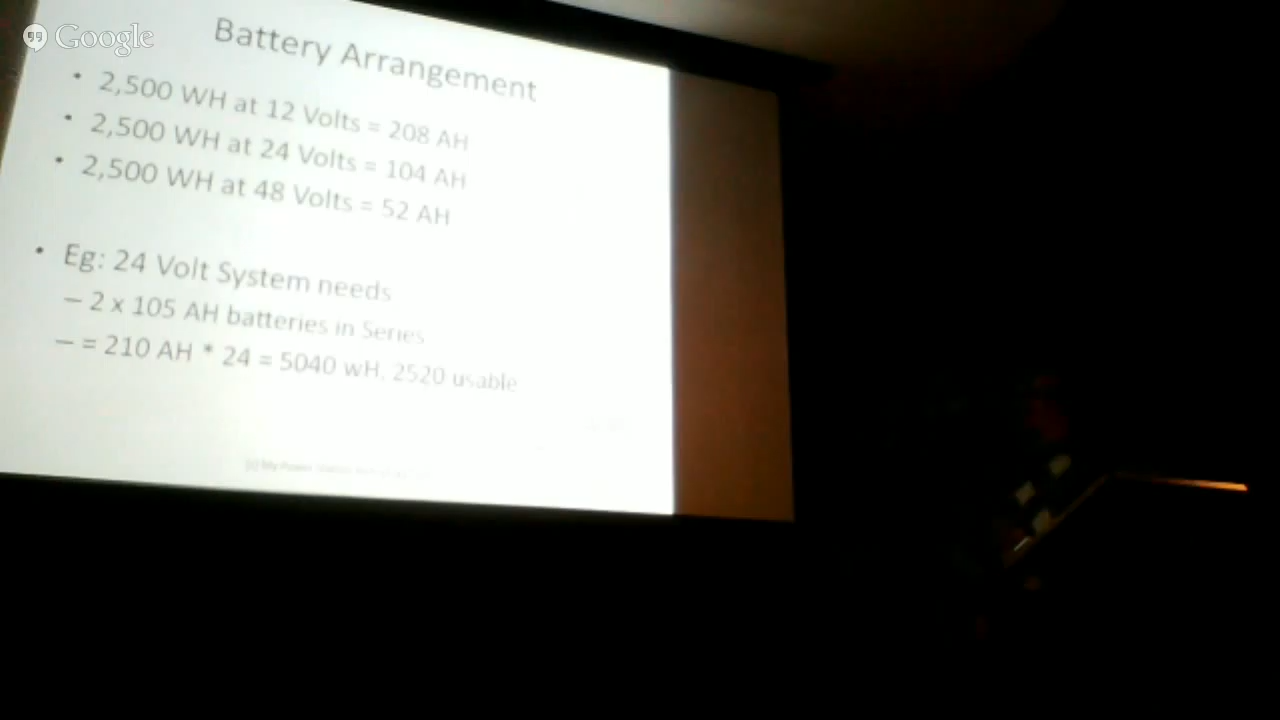 Google
Battery Arrangement
• 2,500 WH at 12 Volts = 208 AH
• 2,500 WH at 24 Volts = 104 AH
• 2,500 WH at 48 Volts = 52 AH
• Eg: 24 Volt System needs
– 2 x 105 AH batteries in Series
– = 210 AH * 24 = 5040 wH, 2520 usable
(c) My Power